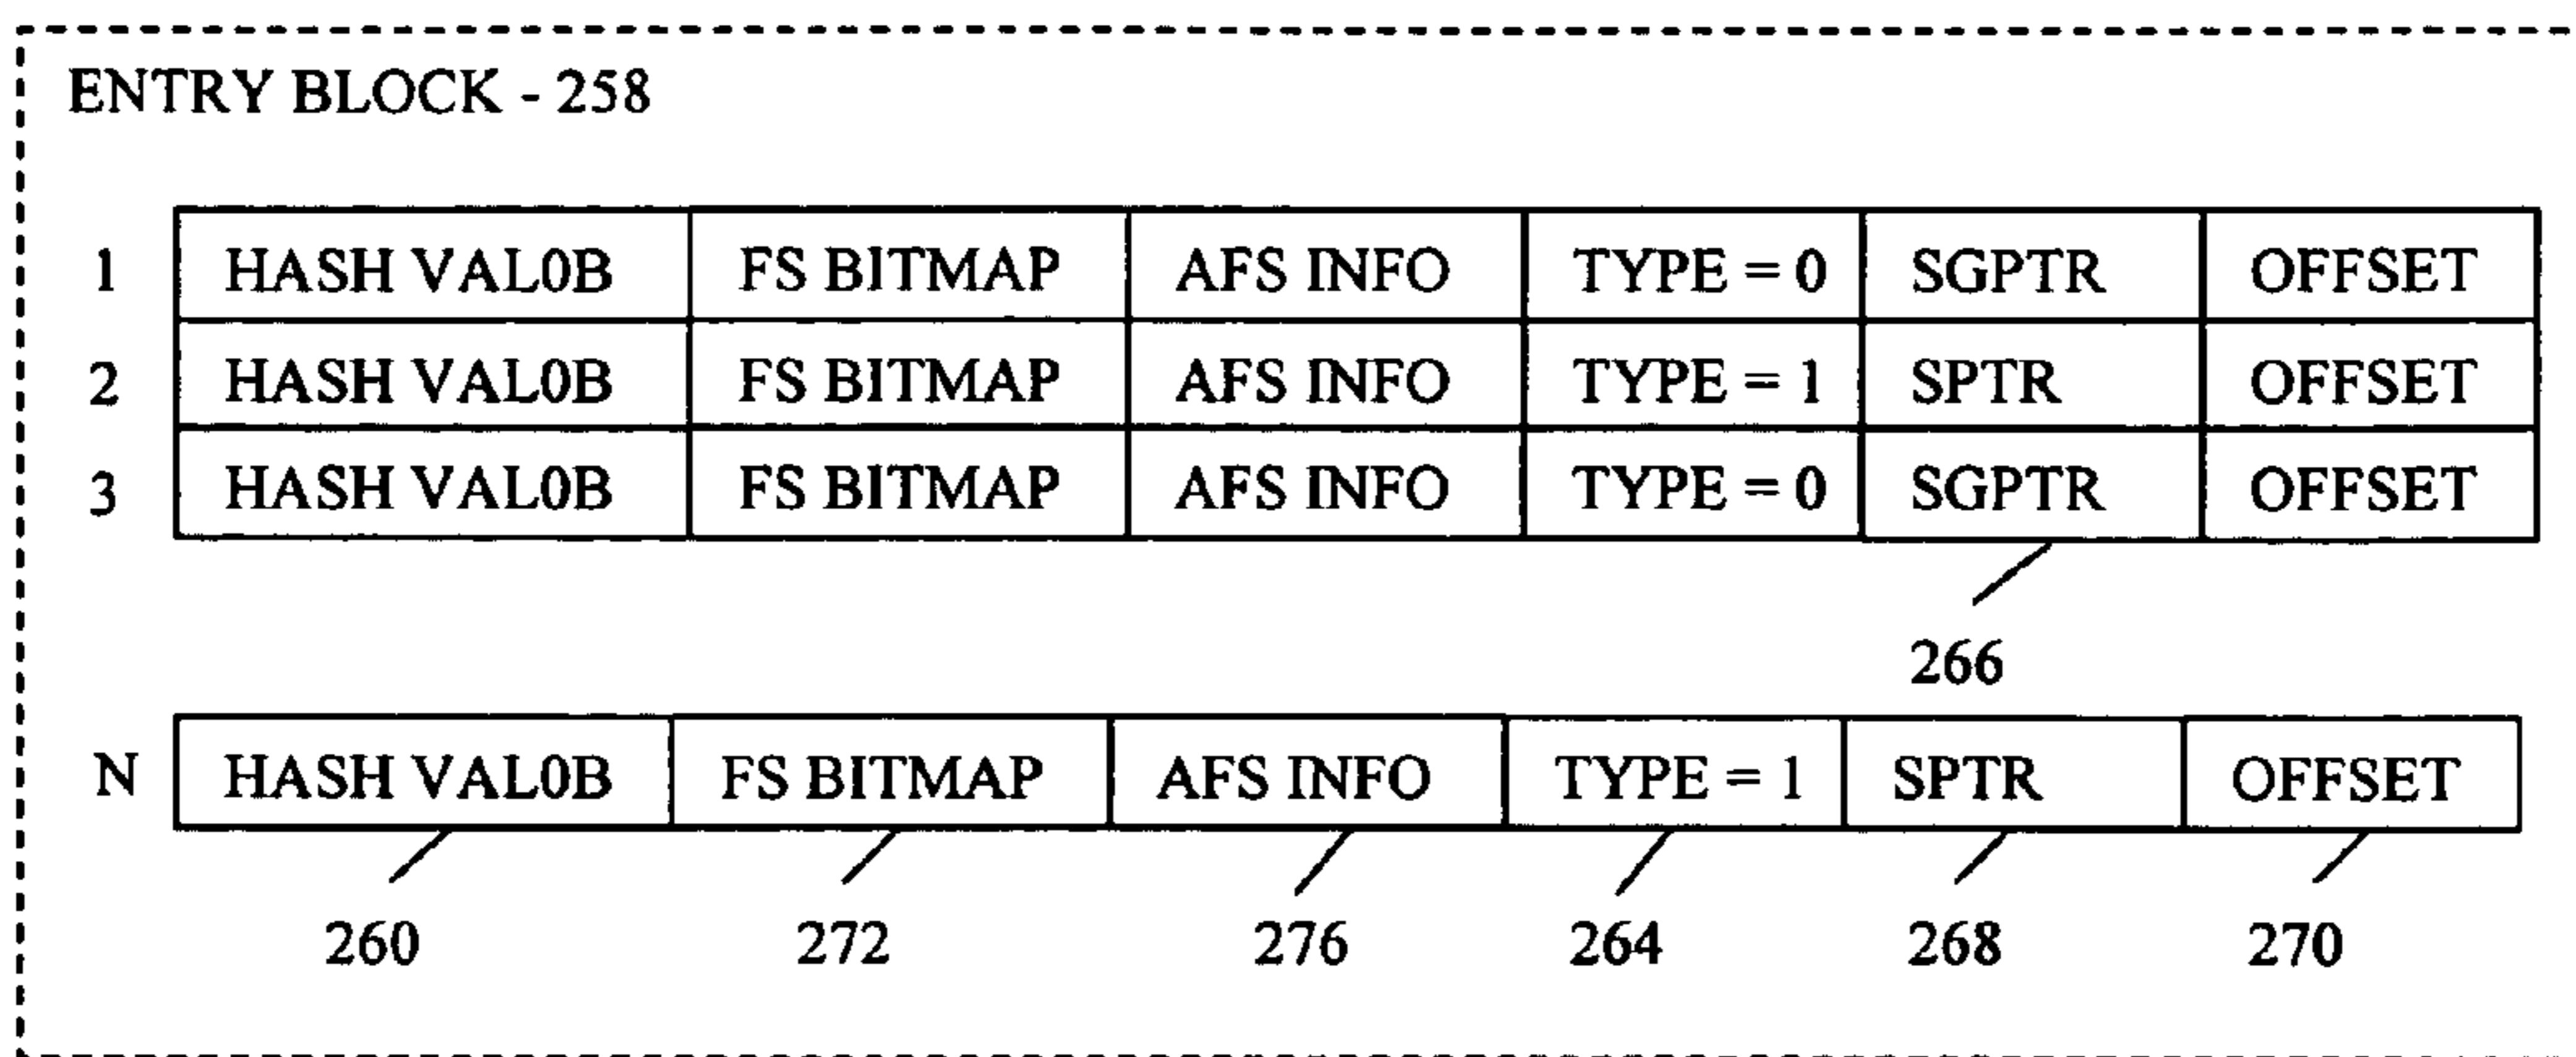 ENTRY BLOCK - 258
1 HASH VAL0B FS BITMAP AFS INFO TYPE = 0 SGPTR OFFSET
2 HASH VAL0B FS BITMAP AFS INFO TYPE = 1 SPTR OFFSET
3 HASH VAL0B FS BITMAP AFS INFO TYPE = 0 SGPTR OFFSET
266
N HASH VAL0B FS BITMAP AFS INFO TYPE = 1 SPTR OFFSET
260 272 276 264 268 270